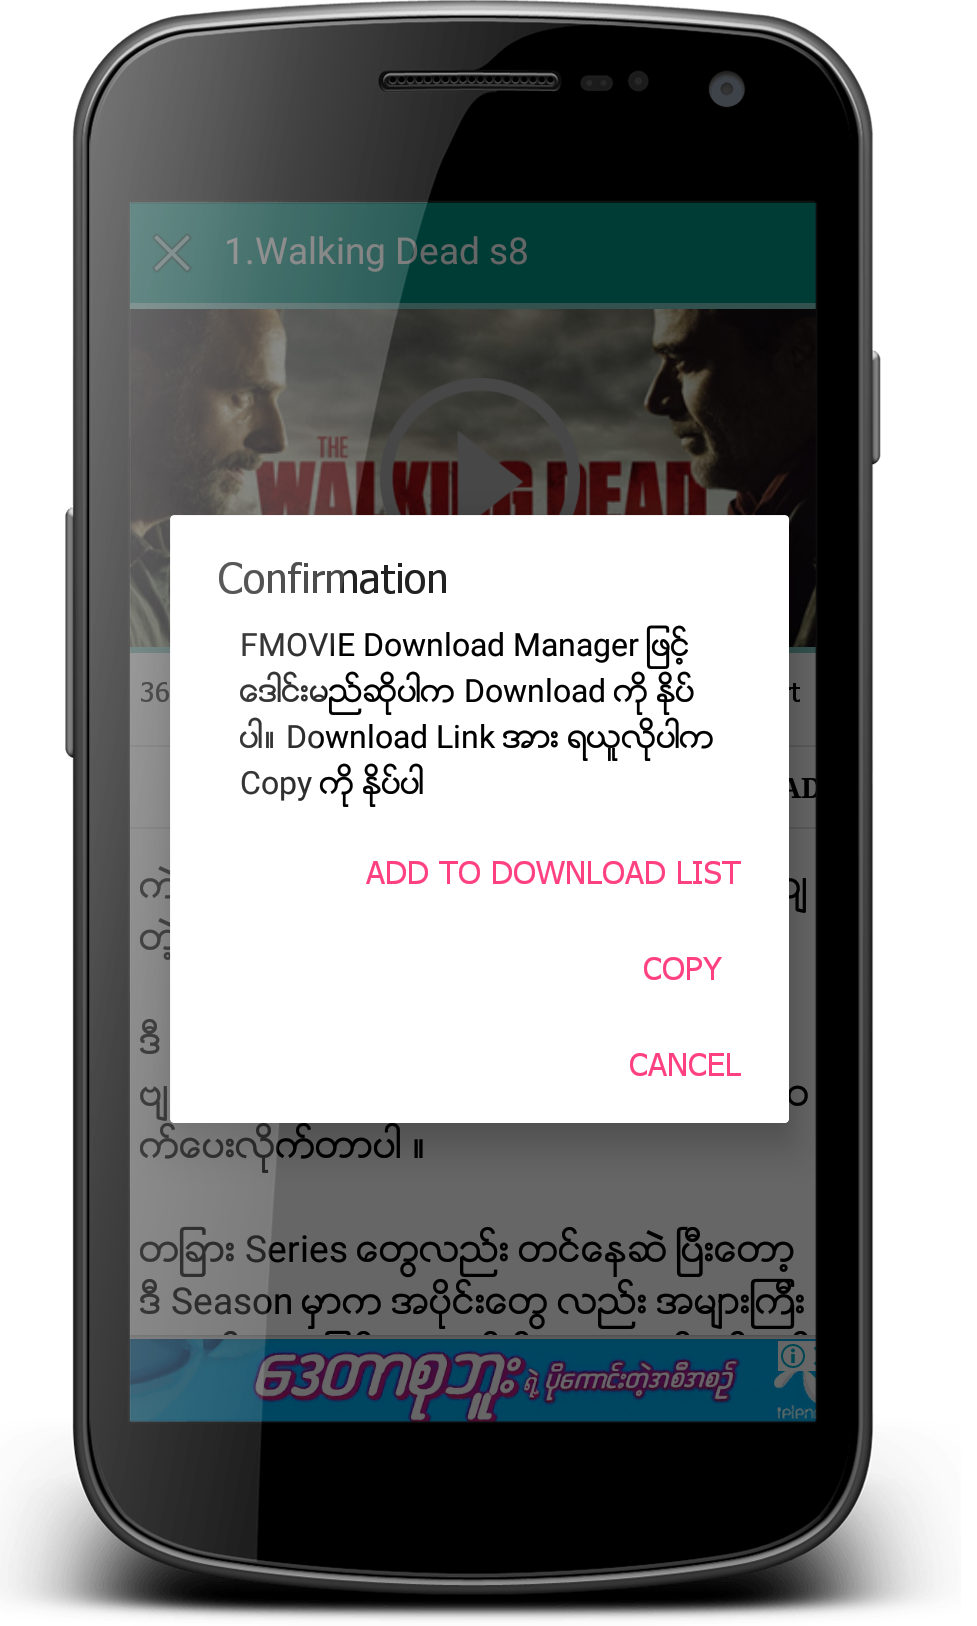 1.Walking Dead s8
THE
WALKING DEAD
Confirmation
FMOVIE Download Manager ဖြင့်
ဒေါင်းမည်ဆိုပါက Download ကို နှိပ်
ပါ။ Download Link အား ရယူလိုပါက
Copy ကို နှိပ်ပါ
36
ADD TO DOWNLOAD LIST
COPY
CANCEL
ဒီ
က်ပေးလိုက်တာပါ ။
တခြား Series တွေလည်း တင်နေဆဲ ပြီးတော့
ဒီ Season မှာက အပိုင်းတွေ လည်း အများကြီး
ဒေတာစုဘူး ရဲ့ ပိုကောင်းတဲ့အစီအစဉ်